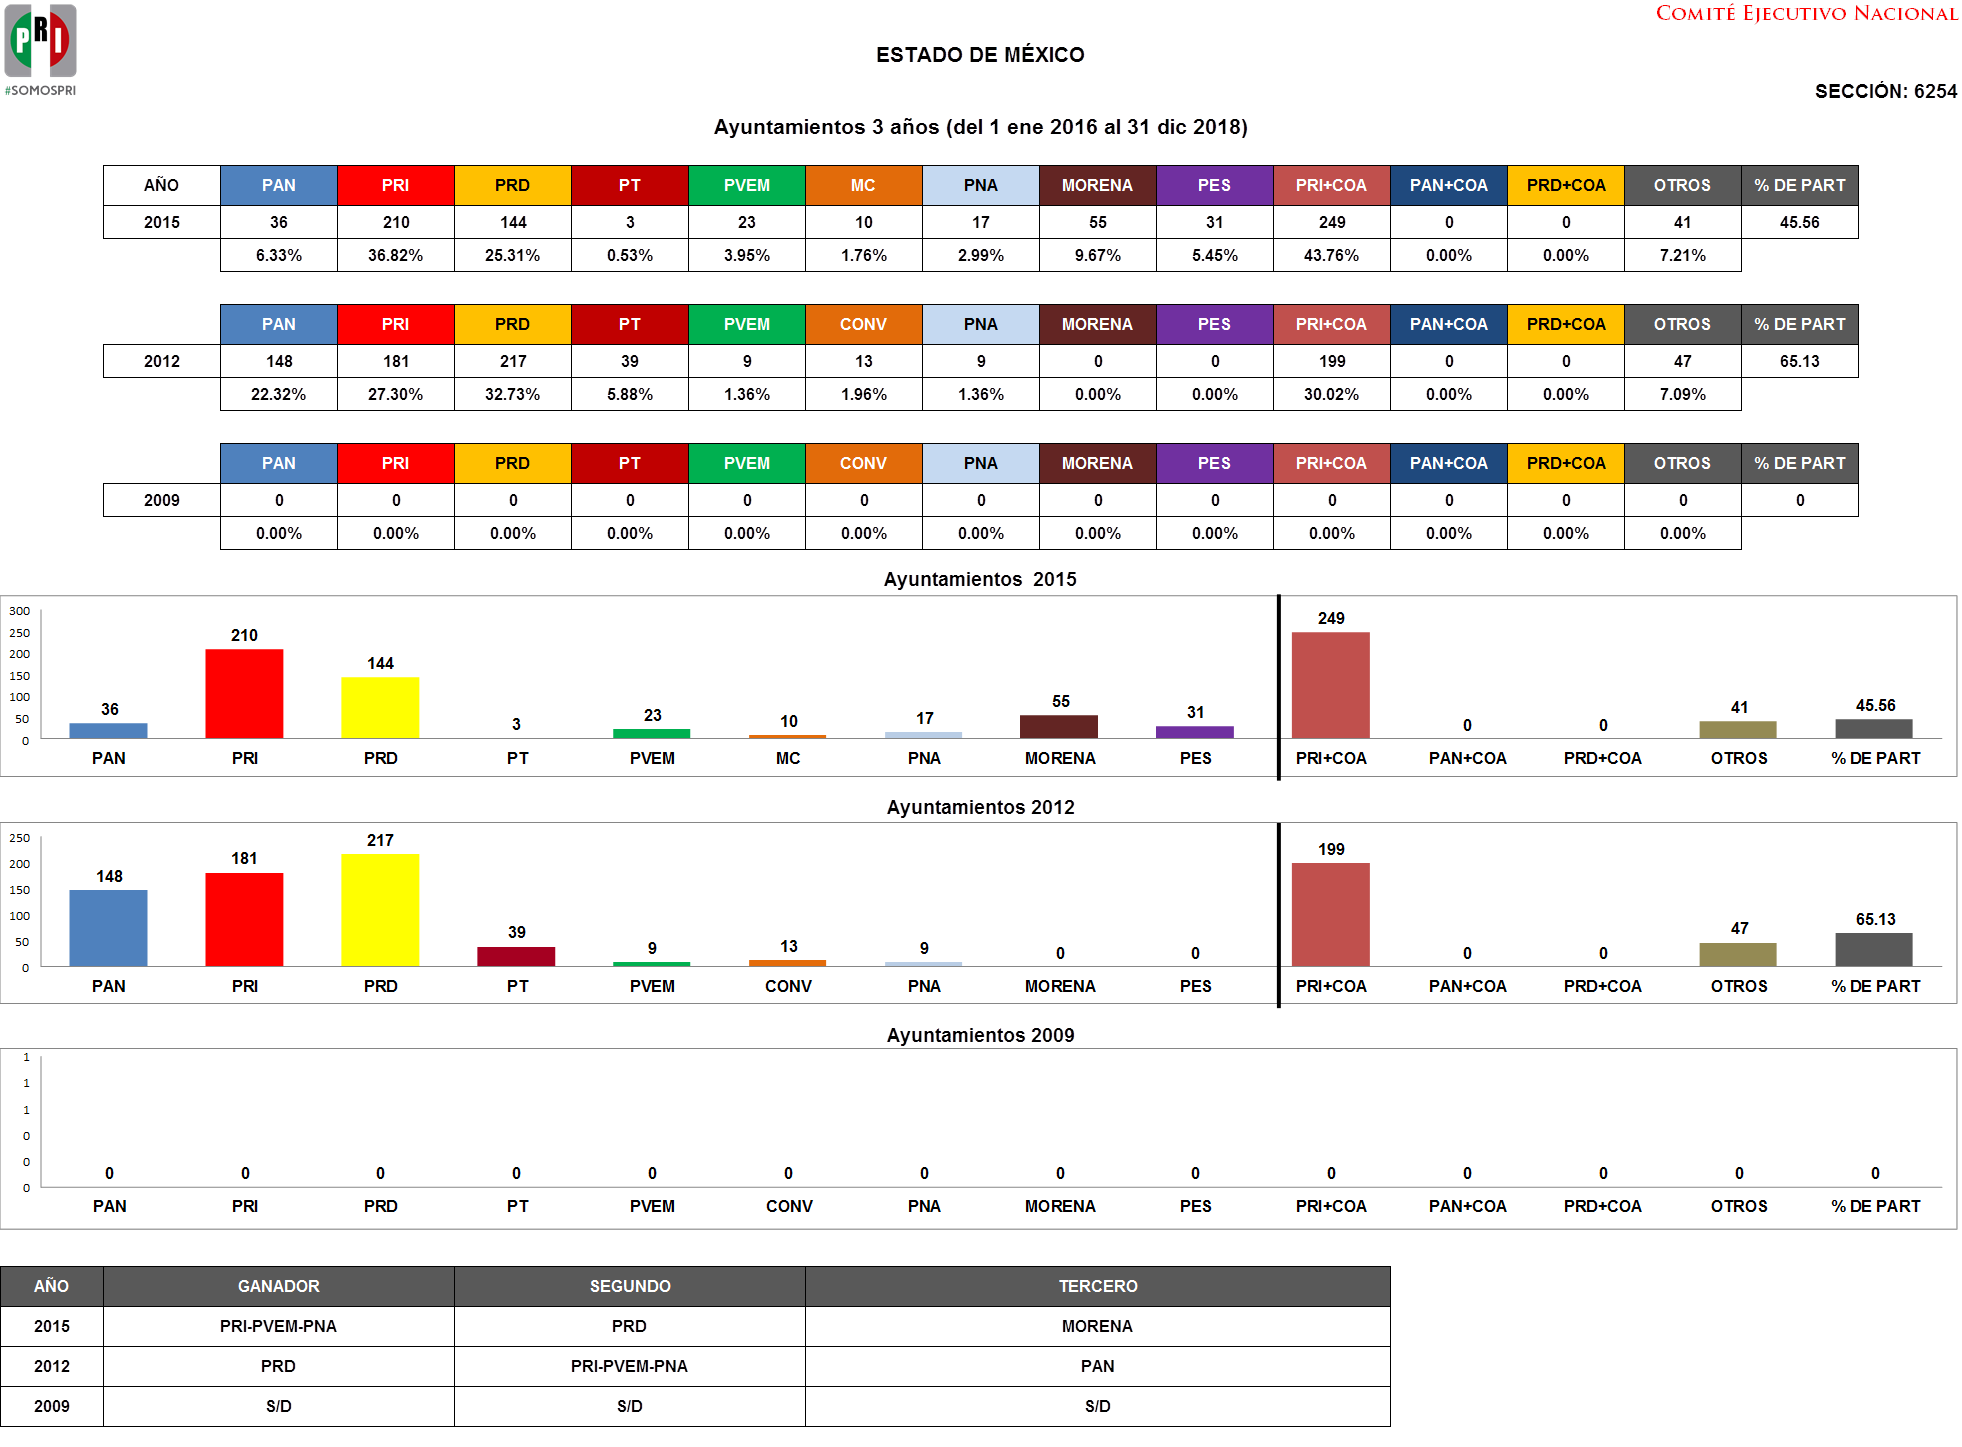 PRI
#SOMOSPRI
COMITÉ EJECUTIVO NACIONAL
ESTADO DE MÉXICO
SECCIÓN: 6254
Ayuntamientos 3 años (del 1 ene 2016 al 31 dic 2018)
AÑO PAN PRI PRD PT PVEM MC PNA MORENA PES PRI+COA PAN+COA PRD+COA OTROS % DE PART
2015 36 210 144 3 23 10 17 55 31 249 0 0 41 45.56
6.33% 36.82% 25.31% 0.53% 3.95% 1.76% 2.99% 9.67% 5.45% 43.76% 0.00% 0.00% 7.21%
PAN PRI PRD PT PVEM CONV PNA MORENA PES PRI+COA PAN+COA PRD+COA OTROS % DE PART
2012 148 181 217 39 9 13 9 0 0 199 0 0 47 65.13
22.32% 27.30% 32.73% 5.88% 1.36% 1.96% 1.36% 0.00% 0.00% 30.02% 0.00% 0.00% 7.09%
PAN PRI PRD PT PVEM CONV PNA MORENA PES PRI+COA PAN+COA PRD+COA OTROS % DE PART
2009 0 0 0 0 0 0 0 0 0 0 0 0 0 0
0.00% 0.00% 0.00% 0.00% 0.00% 0.00% 0.00% 0.00% 0.00% 0.00% 0.00% 0.00% 0.00%
Ayuntamientos 2015
300
250
200
150
100
50
0
36 210 144 3 23 10 17 55 31 249 0 0 41 45.56
PAN PRI PRD PT PVEM MC PNA MORENA PES PRI+COA PAN+COA PRD+COA OTROS % DE PART
Ayuntamientos 2012
250
200
150
100
50
0
148 181 217 39 9 13 9 0 0 199 0 0 47 65.13
PAN PRI PRD PT PVEM CONV PNA MORENA PES PRI+COA PAN+COA PRD+COA OTROS % DE PART
Ayuntamientos 2009
1
1
1
0
0
0
0 0 0 0 0 0 0 0 0 0 0 0 0 0
PAN PRI PRD PT PVEM CONV PNA MORENA PES PRI+COA PAN+COA PRD+COA OTROS % DE PART
AÑO GANADOR SEGUNDO TERCERO
2015 PRI-PVEM-PNA PRD MORENA
2012 PRD PRI-PVEM-PNA PAN
2009 S/D S/D S/D